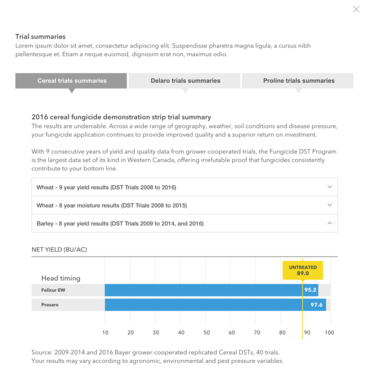 Trial summaries
Lorem ipsum dolor sit amet, consectetur adipiscing elit. Suspendisse pharetra magna ligula, a cursus nibh
pellentesque et. Etiam a neque euismod, dignissim erat non, maximus odio.
Cereal trials summaries
Delaro trials summaries
Proline trials summaries
2016 cereal fungicide demonstration strip trial summary
The results are undeniable. Across a wide range of geography, weather, soil conditions and disease pressure,
your fungicide application continues to provide improved quality and a superior return on investment.
With 9 consecutive years of yield and quality data from grower-cooperated trials, the Fungicide DST Program
is the largest data set of its kind in Western Canada, offering irrefutable proof that fungicides consistently
contribute to your bottom line.
Wheat – 9 year yield results (DST Trials 2008 to 2016)
Wheat – 8 year moisture results (DST Trials 2008 to 2015)
Barley – 8 year yield results (DST Trials 2009 to 2014, and 2016)
NET YIELD (BU/AC)
UNTREATED
89.0
Head timing
Folicur EW
95.2
Prosaro
97.6
10 20 30 40 50 60 70 80 90 100
Source: 2009-2014 and 2016 Bayer grower-cooperated replicated Cereal DSTs, 40 trials.
Your results may vary according to agronomic, environmental and pest pressure variables.